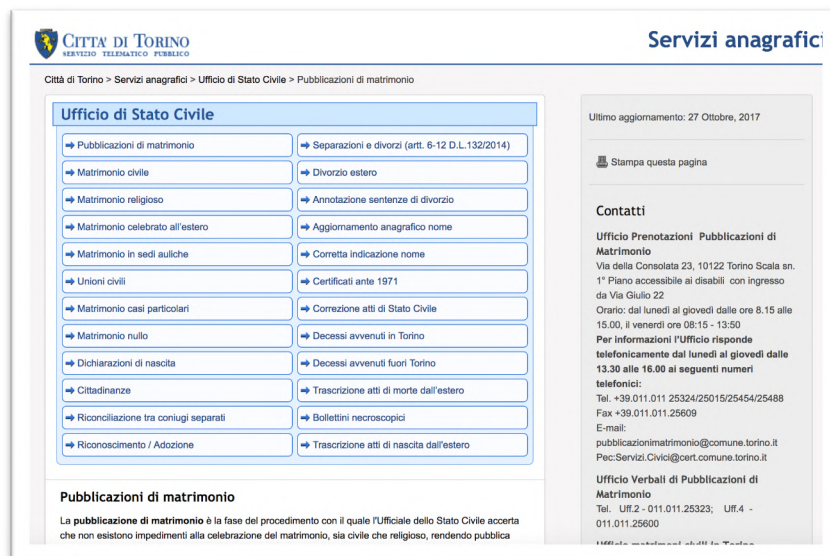 CITTA' DI TORINO
SERVIZIO TELEMATICO PUBBLICO
Servizi anagrafici
Città di Torino > Servizi anagrafici > Ufficio di Stato Civile > Pubblicazioni di matrimonio
Ufficio di Stato Civile
Pubblicazioni di matrimonio
Matrimonio civile
Matrimonio religioso
Matrimonio celebrato all'estero
Matrimonio in sedi auliche
Unioni civili
Matrimonio casi particolari
Matrimonio nullo
Dichiarazioni di nascita
Cittadinanze
Riconciliazione tra coniugi separati
Riconoscimento / Adozione
Separazioni e divorzi (artt. 6-12 D.L.132/2014)
Divorzio estero
Annotazione sentenze di divorzio
Aggiornamento anagrafico nome
Corretta indicazione nome
Certificati ante 1971
Correzione atti di Stato Civile
Decessi avvenuti in Torino
Decessi avvenuti fuori Torino
Trascrizione atti di morte dall'estero
Bollettini necroscopici
Trascrizione atti di nascita dall'estero
Pubblicazioni di matrimonio
La pubblicazione di matrimonio è la fase del procedimento con il quale l'Ufficiale dello Stato Civile accerta
che non esistono impedimenti alla celebrazione del matrimonio, sia civile che religioso, rendendo pubblica
Ultimo aggiornamento: 27 Ottobre, 2017
Stampa questa pagina
Contatti
Ufficio Prenotazioni Pubblicazioni di
Matrimonio
Via della Consolata 23, 10122 Torino Scala sn.
1° Piano accessibile ai disabili con ingresso
da Via Giulio 22
Orario: dal lunedì al giovedì dalle ore 8.15 alle
15.00, il venerdì ore 08:15 - 13:50
Per informazioni l'Ufficio risponde
telefonicamente dal lunedì al giovedì dalle
13.30 alle 16.00 ai seguenti numeri
telefonici:
Tel. +39.011.011 25324/25015/25454/25488
Fax +39.011.011.25609
E-mail:
pubblicazionimatrimonio@comune.torino.it
Pec:Servizi.Civici@cert.comune.torino.it
Ufficio Verbali di Pubblicazioni di
Matrimonio
Tel. Uff.2 - 011.011.25323; Uff.4 -
011.011.25600
Ufficio matrimoni civili in Torino